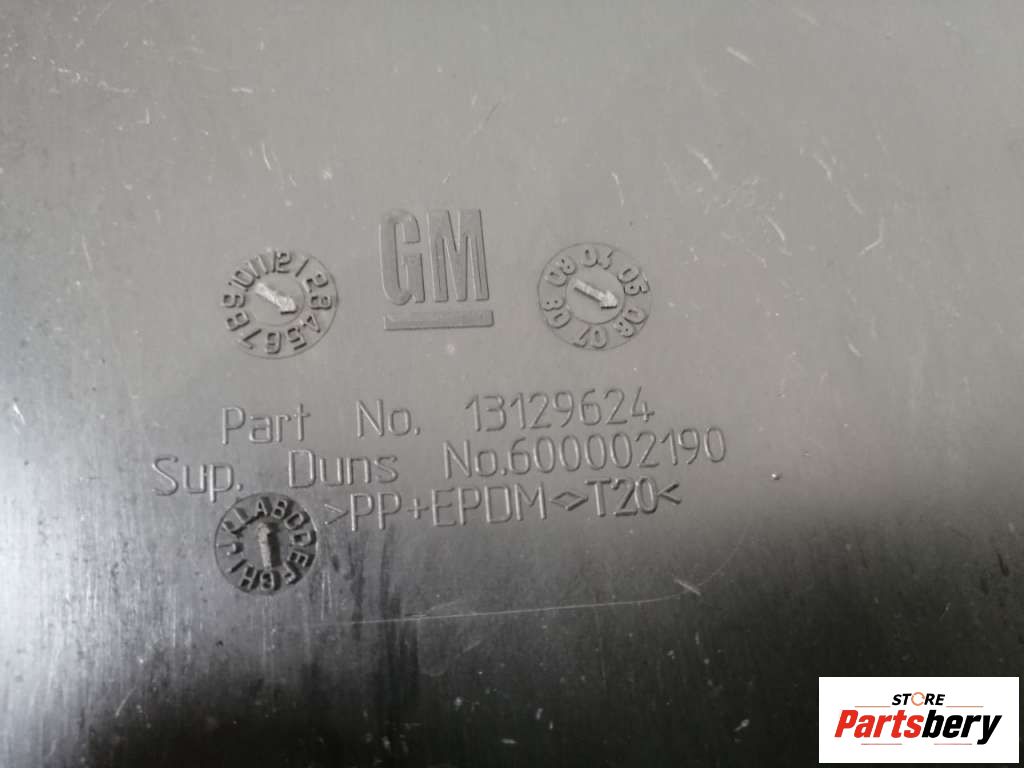 GM
Part No. 13129624
Sup. Duns No.600002190
>PP+EPDM<>T20<
STORE
Partsbery